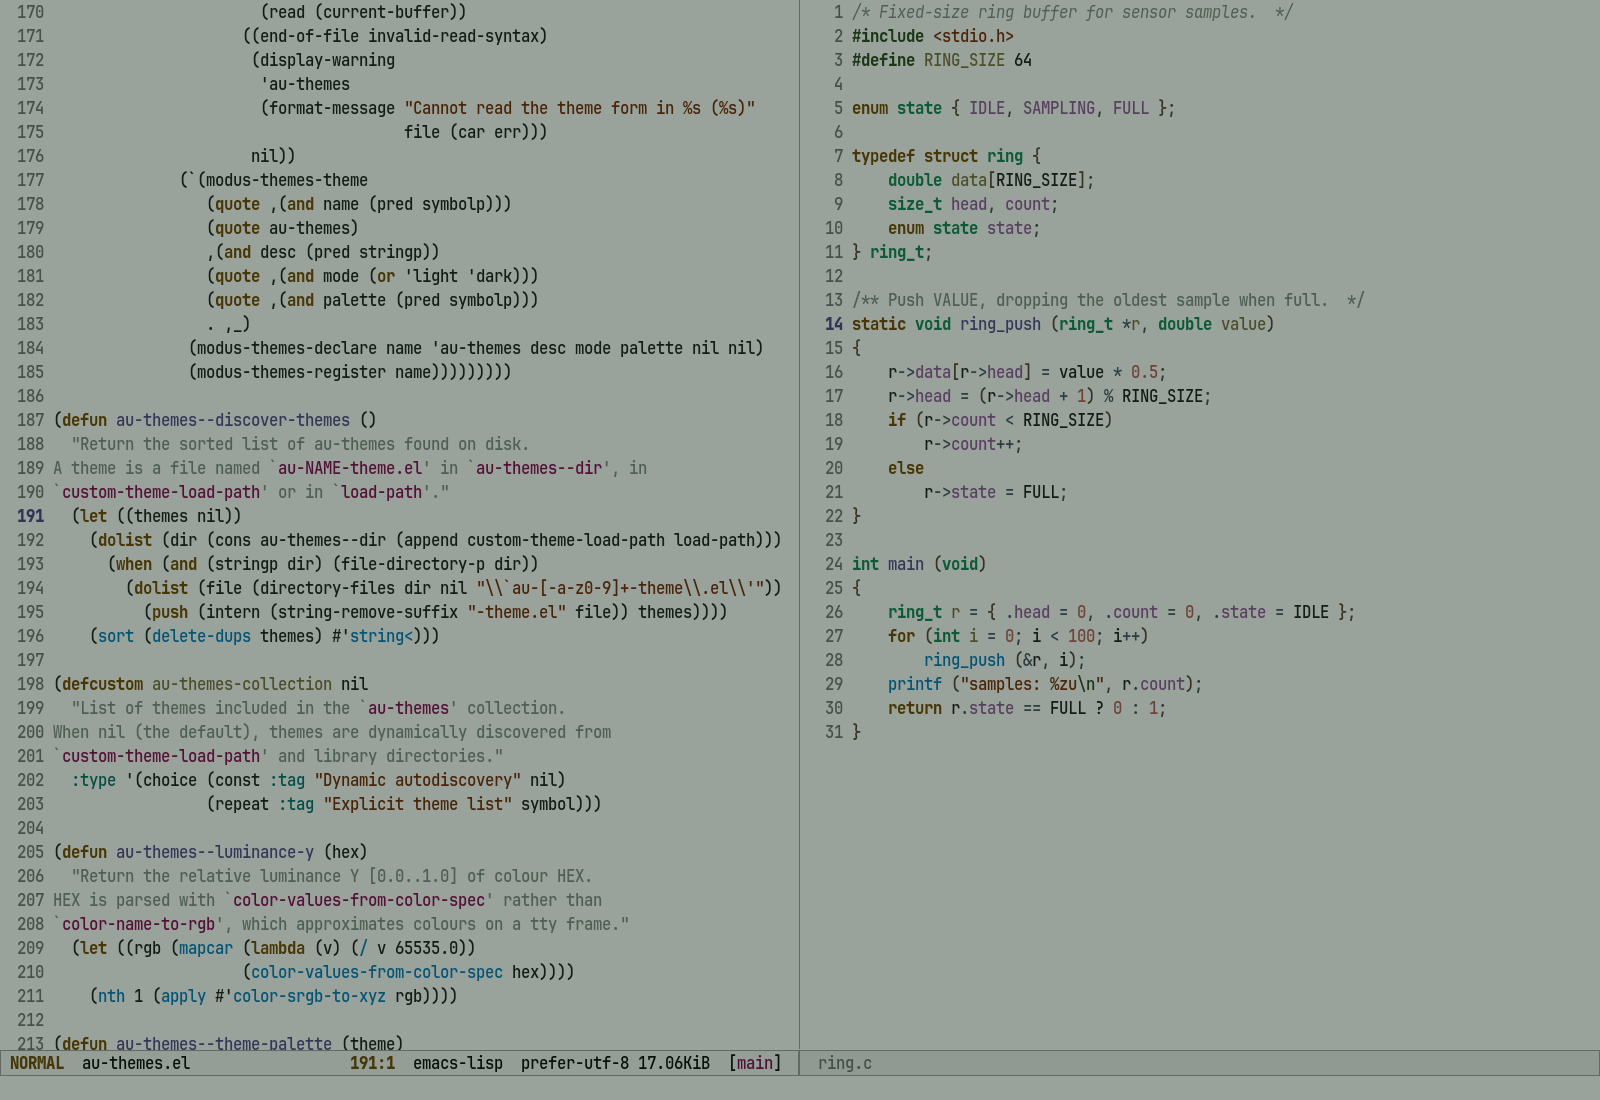 170                         (read (current-buffer))
171                       ((end-of-file invalid-read-syntax)
172                        (display-warning
173                         'au-themes
174                         (format-message "Cannot read the theme form in %s (%s)"
175                                         file (car err)))
176                        nil))
177                (`(modus-themes-theme
178                   (quote ,(and name (pred symbolp)))
179                   (quote au-themes)
180                   ,(and desc (pred stringp))
181                   (quote ,(and mode (or 'light 'dark)))
182                   (quote ,(and palette (pred symbolp)))
183                   . ,_)
184                 (modus-themes-declare name 'au-themes desc mode palette nil nil)
185                 (modus-themes-register name)))))))))
186
187 (defun au-themes--discover-themes ()
188   "Return the sorted list of au-themes found on disk.
189 A theme is a file named `au-NAME-theme.el' in `au-themes--dir', in
190 `custom-theme-load-path' or in `load-path'."
191   (let ((themes nil))
192     (dolist (dir (cons au-themes--dir (append custom-theme-load-path load-path)))
193       (when (and (stringp dir) (file-directory-p dir))
194         (dolist (file (directory-files dir nil "\\`au-[-a-z0-9]+-theme\\.el\\'"))
195           (push (intern (string-remove-suffix "-theme.el" file)) themes))))
196     (sort (delete-dups themes) #'string<)))
197
198 (defcustom au-themes-collection nil
199   "List of themes included in the `au-themes' collection.
200 When nil (the default), themes are dynamically discovered from
201 `custom-theme-load-path' and library directories."
202   :type '(choice (const :tag "Dynamic autodiscovery" nil)
203                  (repeat :tag "Explicit theme list" symbol)))
204
205 (defun au-themes--luminance-y (hex)
206   "Return the relative luminance Y [0.0..1.0] of colour HEX.
207 HEX is parsed with `color-values-from-color-spec' rather than
208 `color-name-to-rgb', which approximates colours on a tty frame."
209   (let ((rgb (mapcar (lambda (v) (/ v 65535.0))
210                      (color-values-from-color-spec hex))))
211     (nth 1 (apply #'color-srgb-to-xyz rgb))))
212
213 (defun au-themes--theme-palette (theme)
NORMAL  au-themes.el                  191:1  emacs-lisp  prefer-utf-8 17.06KiB  [main]
1 /* Fixed-size ring buffer for sensor samples.  */
2 #include <stdio.h>
3 #define RING_SIZE 64
4
5 enum state { IDLE, SAMPLING, FULL };
6
7 typedef struct ring {
8     double data[RING_SIZE];
9     size_t head, count;
10     enum state state;
11 } ring_t;
12
13 /** Push VALUE, dropping the oldest sample when full.  */
14 static void ring_push (ring_t *r, double value)
15 {
16     r->data[r->head] = value * 0.5;
17     r->head = (r->head + 1) % RING_SIZE;
18     if (r->count < RING_SIZE)
19         r->count++;
20     else
21         r->state = FULL;
22 }
23
24 int main (void)
25 {
26     ring_t r = { .head = 0, .count = 0, .state = IDLE };
27     for (int i = 0; i < 100; i++)
28         ring_push (&r, i);
29     printf ("samples: %zu\n", r.count);
30     return r.state == FULL ? 0 : 1;
31 }
ring.c